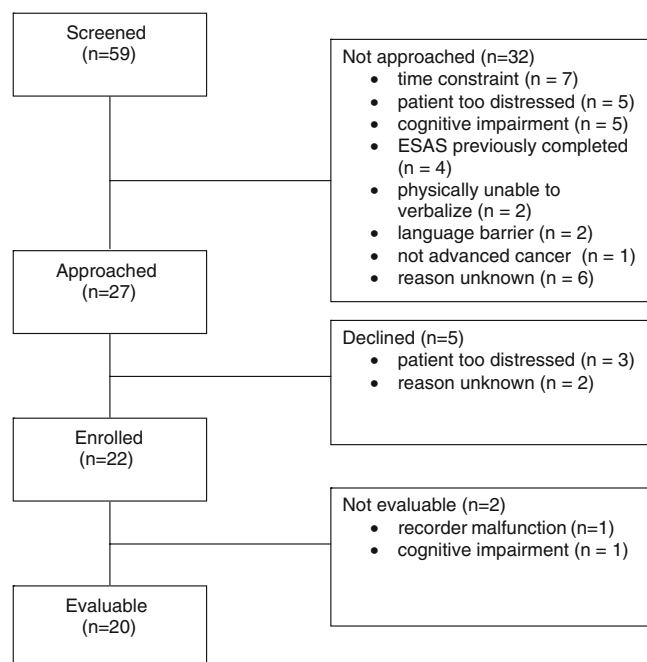 Screened
(n=59)
Not approached (n=32)
• time constraint (n = 7)
• patient too distressed (n = 5)
• cognitive impairment (n = 5)
• ESAS previously completed
(n = 4)
• physically unable to
verbalize (n = 2)
• language barrier (n = 2)
• not advanced cancer (n = 1)
• reason unknown (n = 6)
Approached
(n=27)
Declined (n=5)
• patient too distressed (n = 3)
• reason unknown (n = 2)
Enrolled
(n=22)
Not evaluable (n=2)
• recorder malfunction (n=1)
• cognitive impairment (n = 1)
Evaluable
(n=20)